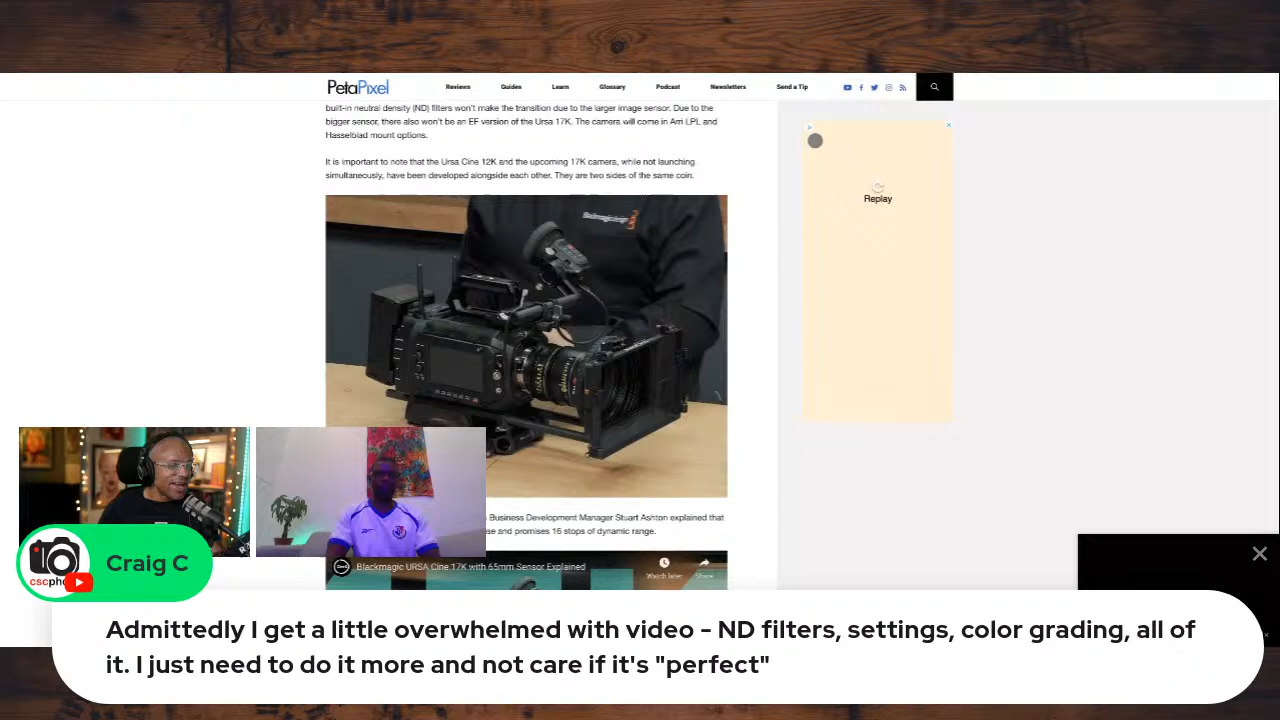 PetaPixel
Reviews Guides Learn Glossary Podcast Newsletters Send a Tip
built-in neutral density (ND) filters won't make the transition due to the larger image sensor. Due to the
bigger sensor, there also won't be an EF version of the Ursa 17K. The camera will come in Arri LPL and
Hasselblad mount options.
It is important to note that the Ursa Cine 12K and the upcoming 17K camera, while not launching
simultaneously, have been developed alongside each other. They are two sides of the same coin.
Replay
Blackmagicdesign
Business Development Manager Stuart Ashton explained that
se and promises 16 stops of dynamic range.
Blackmagic URSA Cine 17K with 65mm Sensor Explained
Watch later Share
cscpho
Craig C
Admittedly I get a little overwhelmed with video - ND filters, settings, color grading, all of
it. I just need to do it more and not care if it's "perfect"